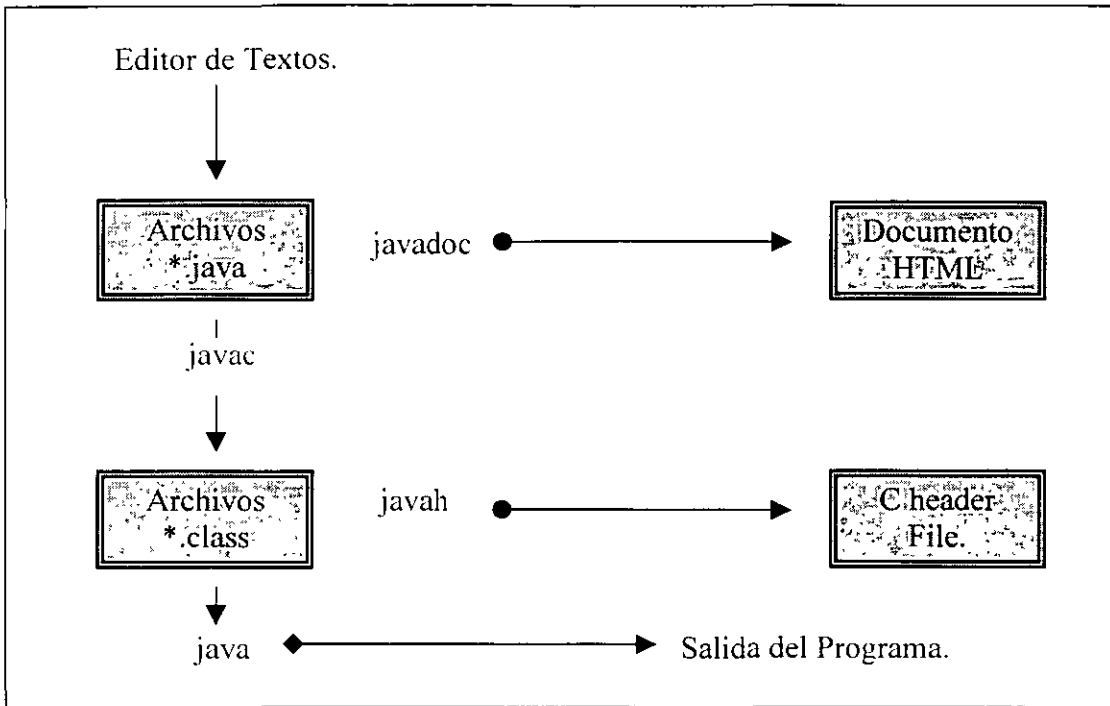 Editor de Textos.
Archivos
*.java
javadoc
Documento
HTML
javac
Archivos
*.class
javah
C header
File.
java
Salida del Programa.